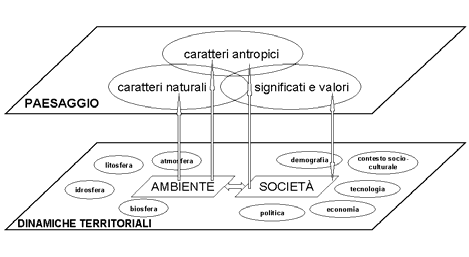 caratteri antropici
caratteri naturali
significati e valori
PAESAGGIO
atmosfera
demografia
contesto socio-
culturale
litosfera
idrosfera
AMBIENTE
SOCIETÀ
tecnologia
biosfera
politica
economia
DINAMICHE TERRITORIALI